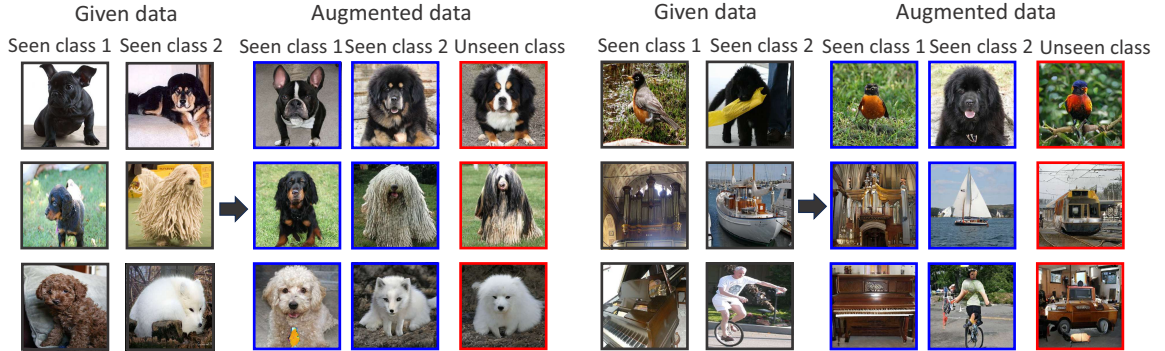 Given data
Augmented data
Given data
Augmented data
Seen class 1 Seen class 2
Seen class 1 Seen class 2 Unseen class
Seen class 1 Seen class 2
Seen class 1 Seen class 2 Unseen class